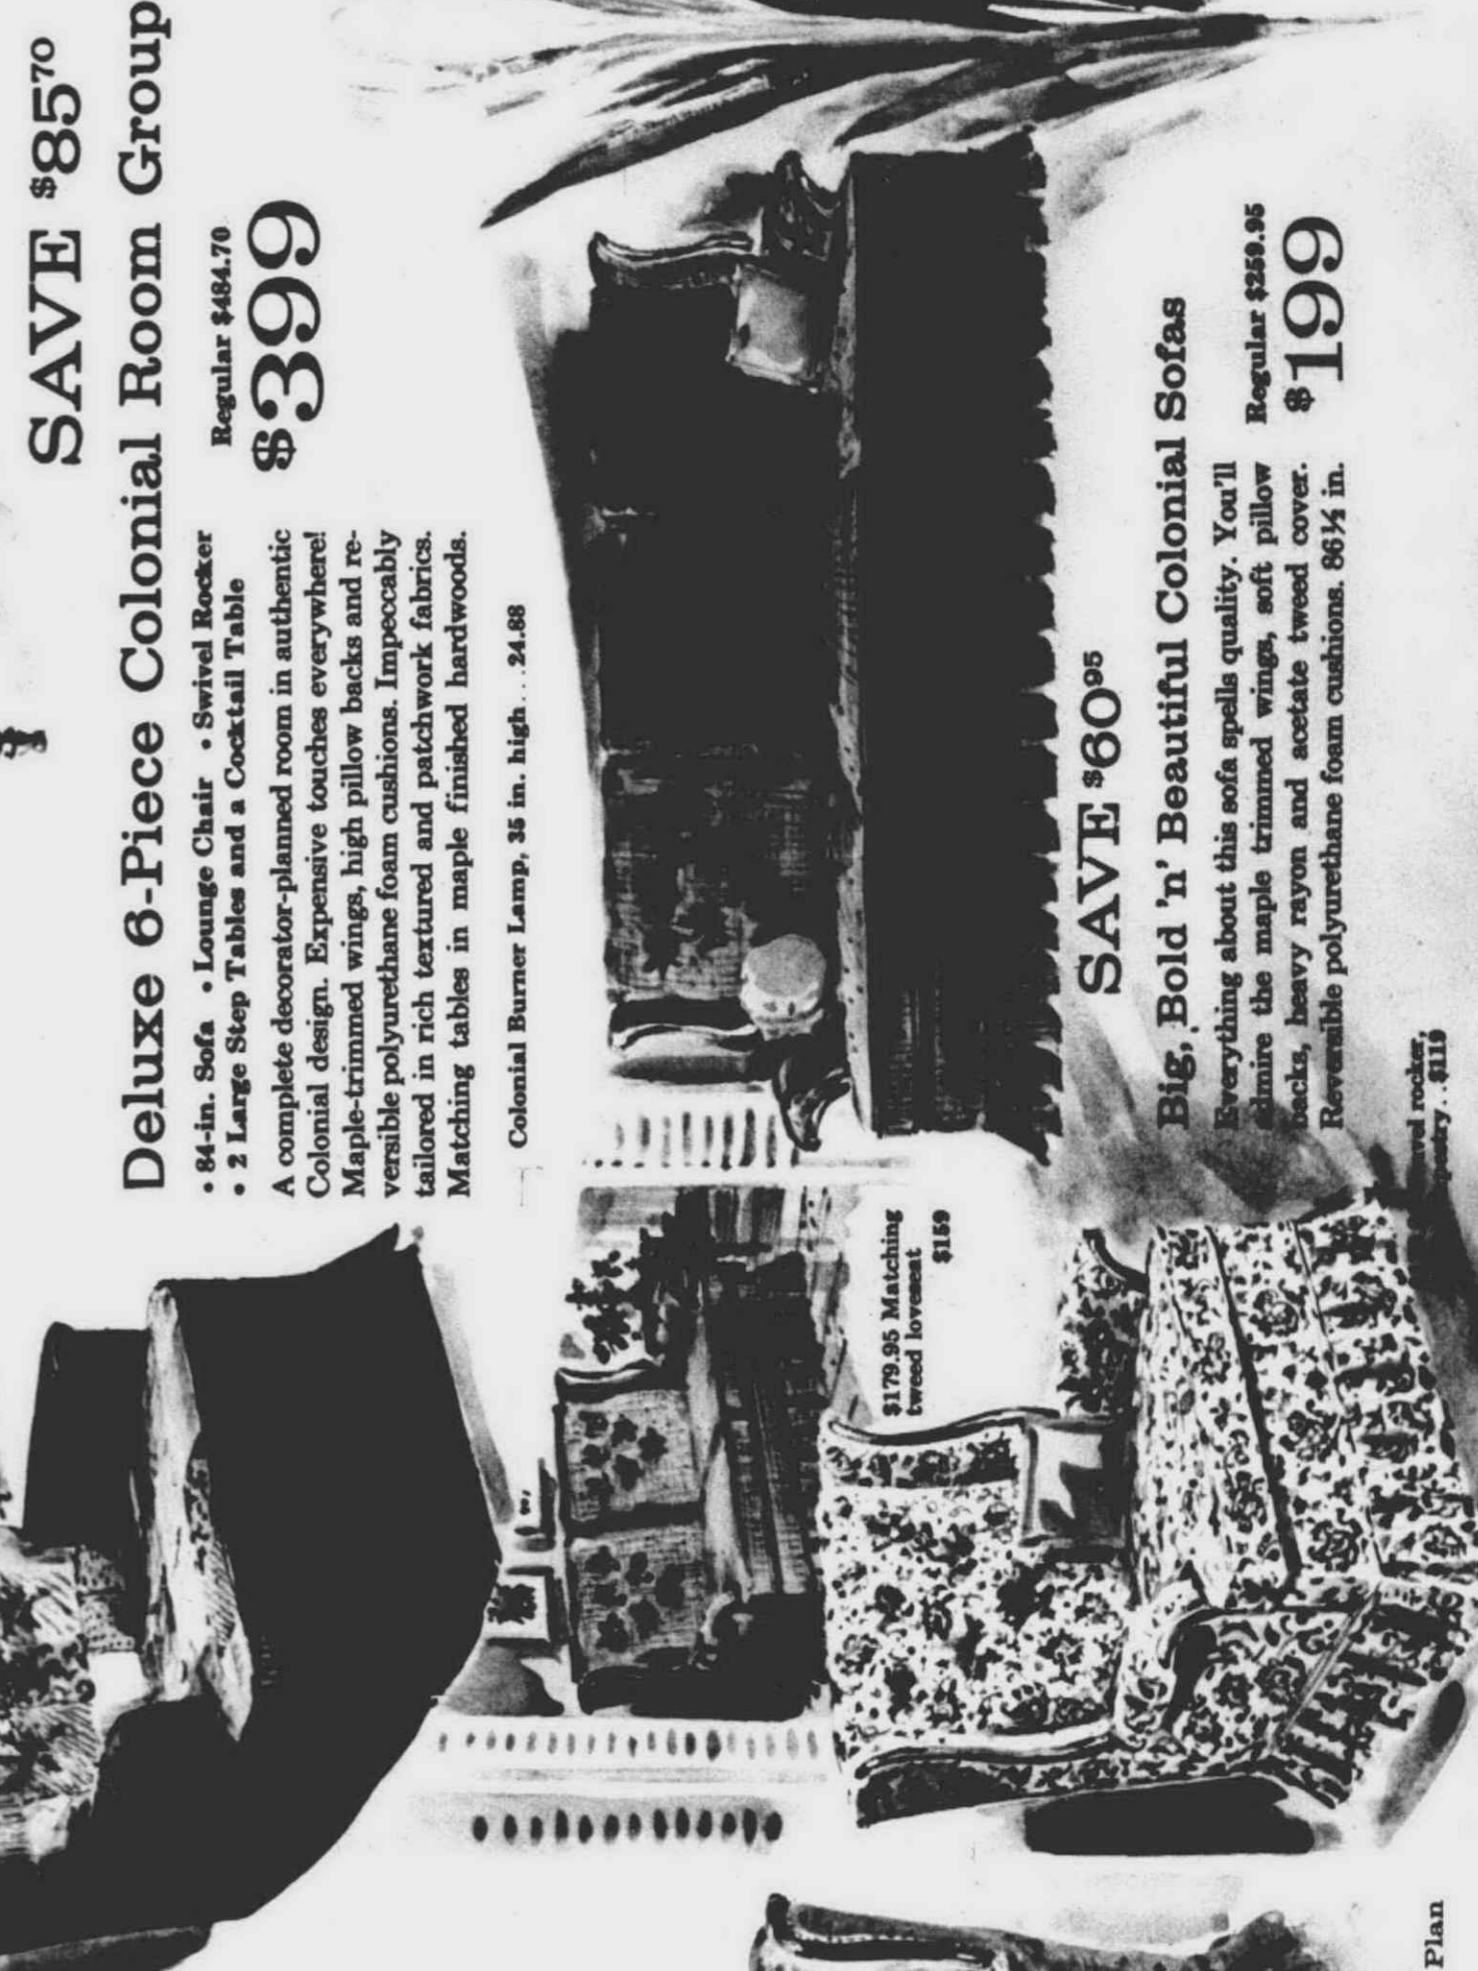 SAVE $85⁷⁰
Deluxe 6-Piece Colonial Room Group
• 84-in. Sofa • Lounge Chair • Swivel Rocker
• 2 Large Step Tables and a Cocktail Table
Regular $484.70
$399
A complete decorator-planned room in authentic
Colonial design. Expensive touches everywhere!
Maple-trimmed wings, high pillow backs and re-
versible polyurethane foam cushions. Impeccably
tailored in rich textured and patchwork fabrics.
Matching tables in maple finished hardwoods.
Colonial Burner Lamp, 35 in. high...24.88
$179.95 Matching
tweed loveseat
$159
SAVE $60⁹⁵
Big, Bold 'n' Beautiful Colonial Sofas
Everything about this sofa spells quality. You'll
admire the maple trimmed wings, soft pillow
backs, heavy rayon and acetate tweed cover.
Reversible polyurethane foam cushions. 86½ in.
Regular $259.95
$199
rocker,
$119
Plan